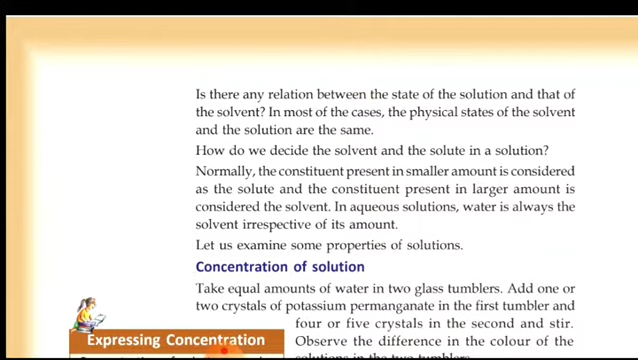 Is there any relation between the state of the solution and that of
the solvent? In most of the cases, the physical states of the solvent
and the solution are the same.
How do we decide the solvent and the solute in a solution?
Normally, the constituent present in smaller amount is considered
as the solute and the constituent present in larger amount is
considered the solvent. In aqueous solutions, water is always the
solvent irrespective of its amount.
Let us examine some properties of solutions.
Concentration of solution
Take equal amounts of water in two glass tumblers. Add one or
two crystals of potassium permanganate in the first tumbler and
four or five crystals in the second and stir.
Expressing Concentration
Observe the difference in the colour of the
solutions in the two tumblers